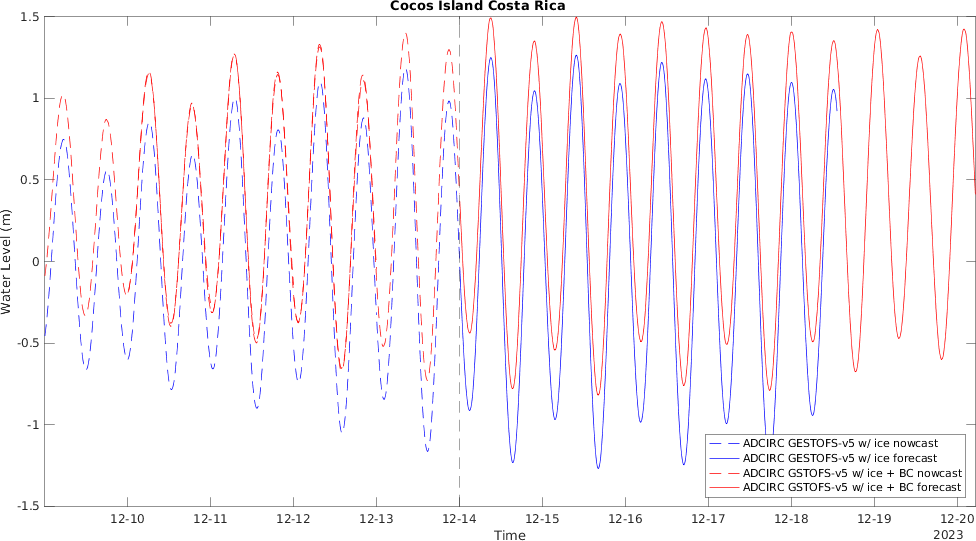 Cocos Island Costa Rica
1.5
1
0.5
0
-0.5
-1
-1.5
Water Level (m)
12-10 12-11 12-12 12-13 12-14 12-15 12-16 12-17 12-18 12-19 12-20
Time
2023
ADCIRC GESTOFS-v5 w/ ice nowcast
ADCIRC GESTOFS-v5 w/ ice forecast
ADCIRC GSTOFS-v5 w/ ice + BC nowcast
ADCIRC GSTOFS-v5 w/ ice + BC forecast